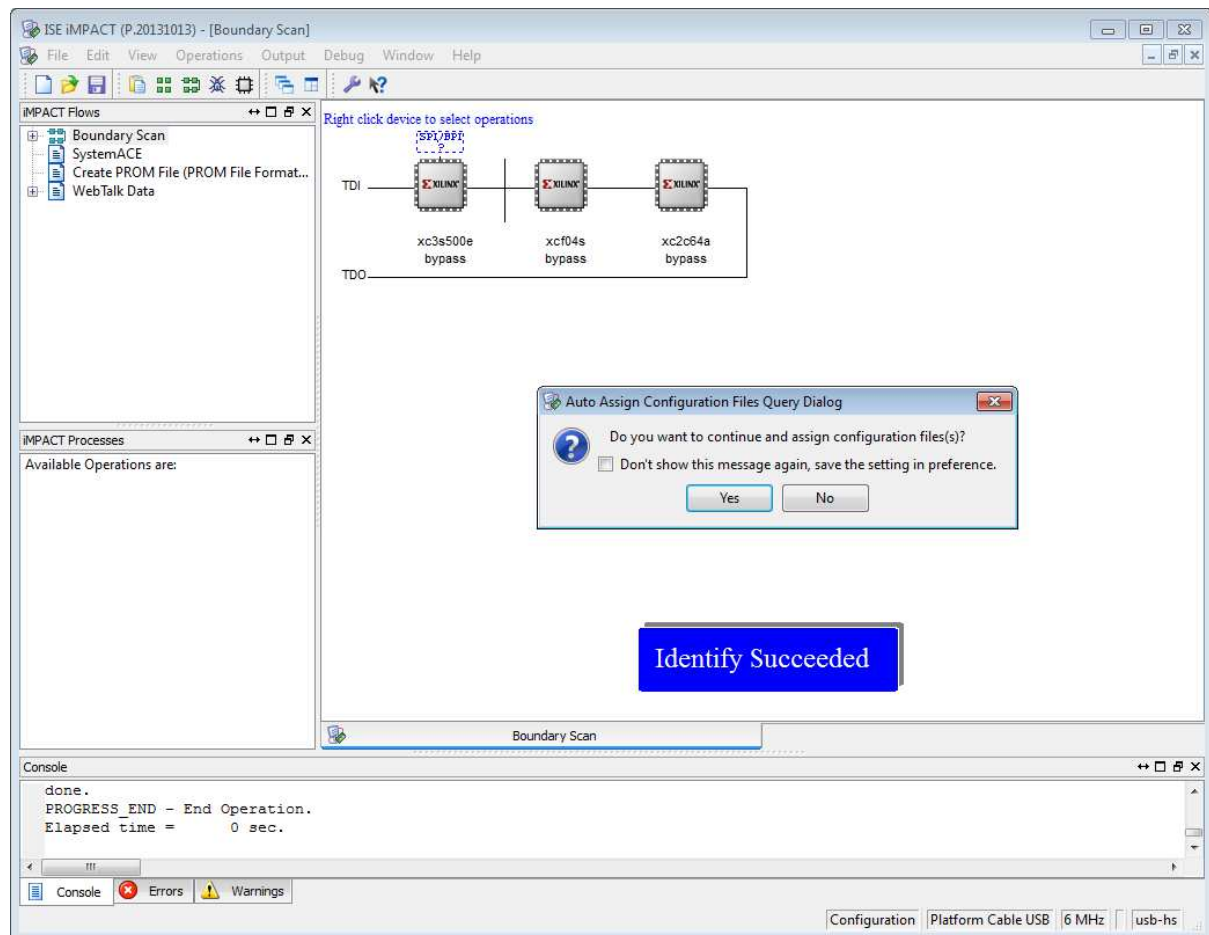 ISE iMPACT (P.20131013) - [Boundary Scan]
File Edit View Operations Output Debug Window Help
iMPACT Flows
Boundary Scan
SystemACE
Create PROM File (PROM File Format...
WebTalk Data
iMPACT Processes
Available Operations are:
Right click device to select operations
SPI/BPI
?
TDI
XILINX XILINX XILINX
xc3s500e xcf04s xc2c64a
bypass bypass bypass
TDO
Auto Assign Configuration Files Query Dialog
Do you want to continue and assign configuration files(s)?
Don't show this message again, save the setting in preference.
Yes No
Identify Succeeded
Boundary Scan
Console
done.
PROGRESS_END - End Operation.
Elapsed time = 0 sec.
Console Errors Warnings
Configuration Platform Cable USB 6 MHz usb-hs